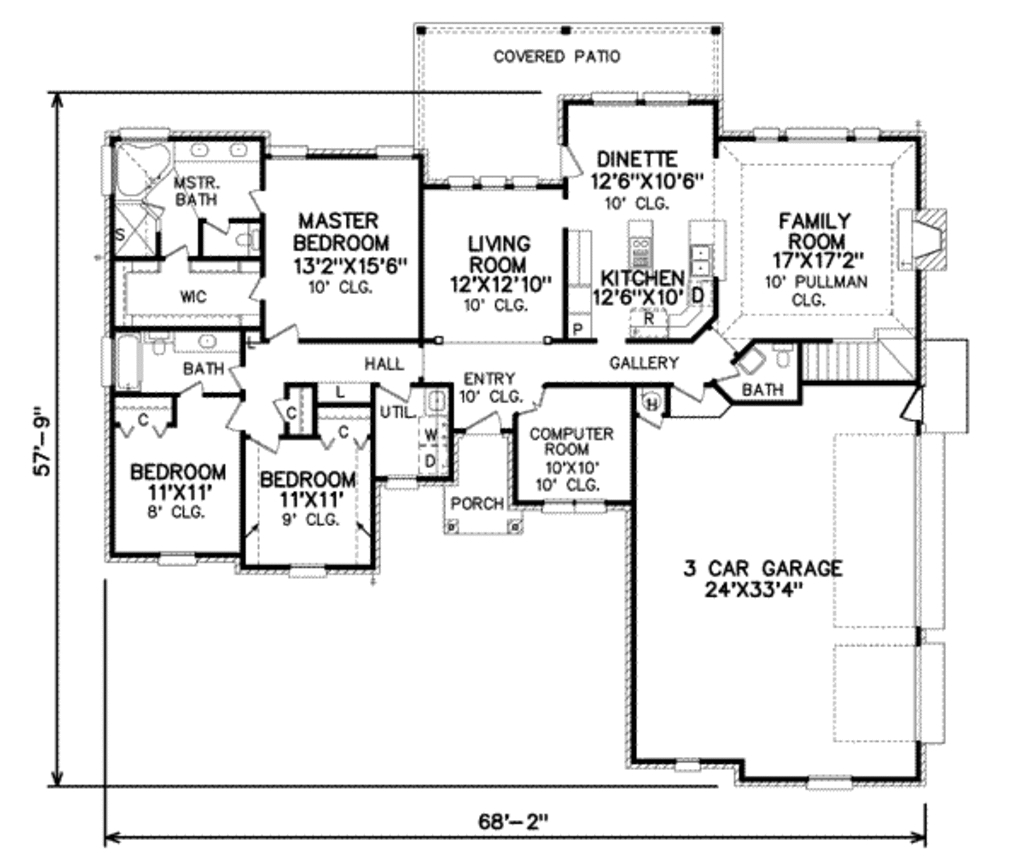 COVERED PATIO
DINETTE
12'6"X10'6"
10' CLG.
MSTR.
BATH
S
MASTER
BEDROOM
13'2"X15'6"
10' CLG.
LIVING
ROOM
12'X12'10"
10' CLG.
KITCHEN
12'6"X10'
P
R
D
FAMILY
ROOM
17'X17'2"
10' PULLMAN
CLG.
WIC
L
BATH
HALL
GALLERY
ENTRY
10' CLG.
BATH
C
C
L
UTIL.
H
C
W
D
COMPUTER
ROOM
10'X10'
10' CLG.
BEDROOM
11'X11'
8' CLG.
BEDROOM
11'X11'
9' CLG.
PORCH
3 CAR GARAGE
24'X33'4"
57'-9"
68'-2"